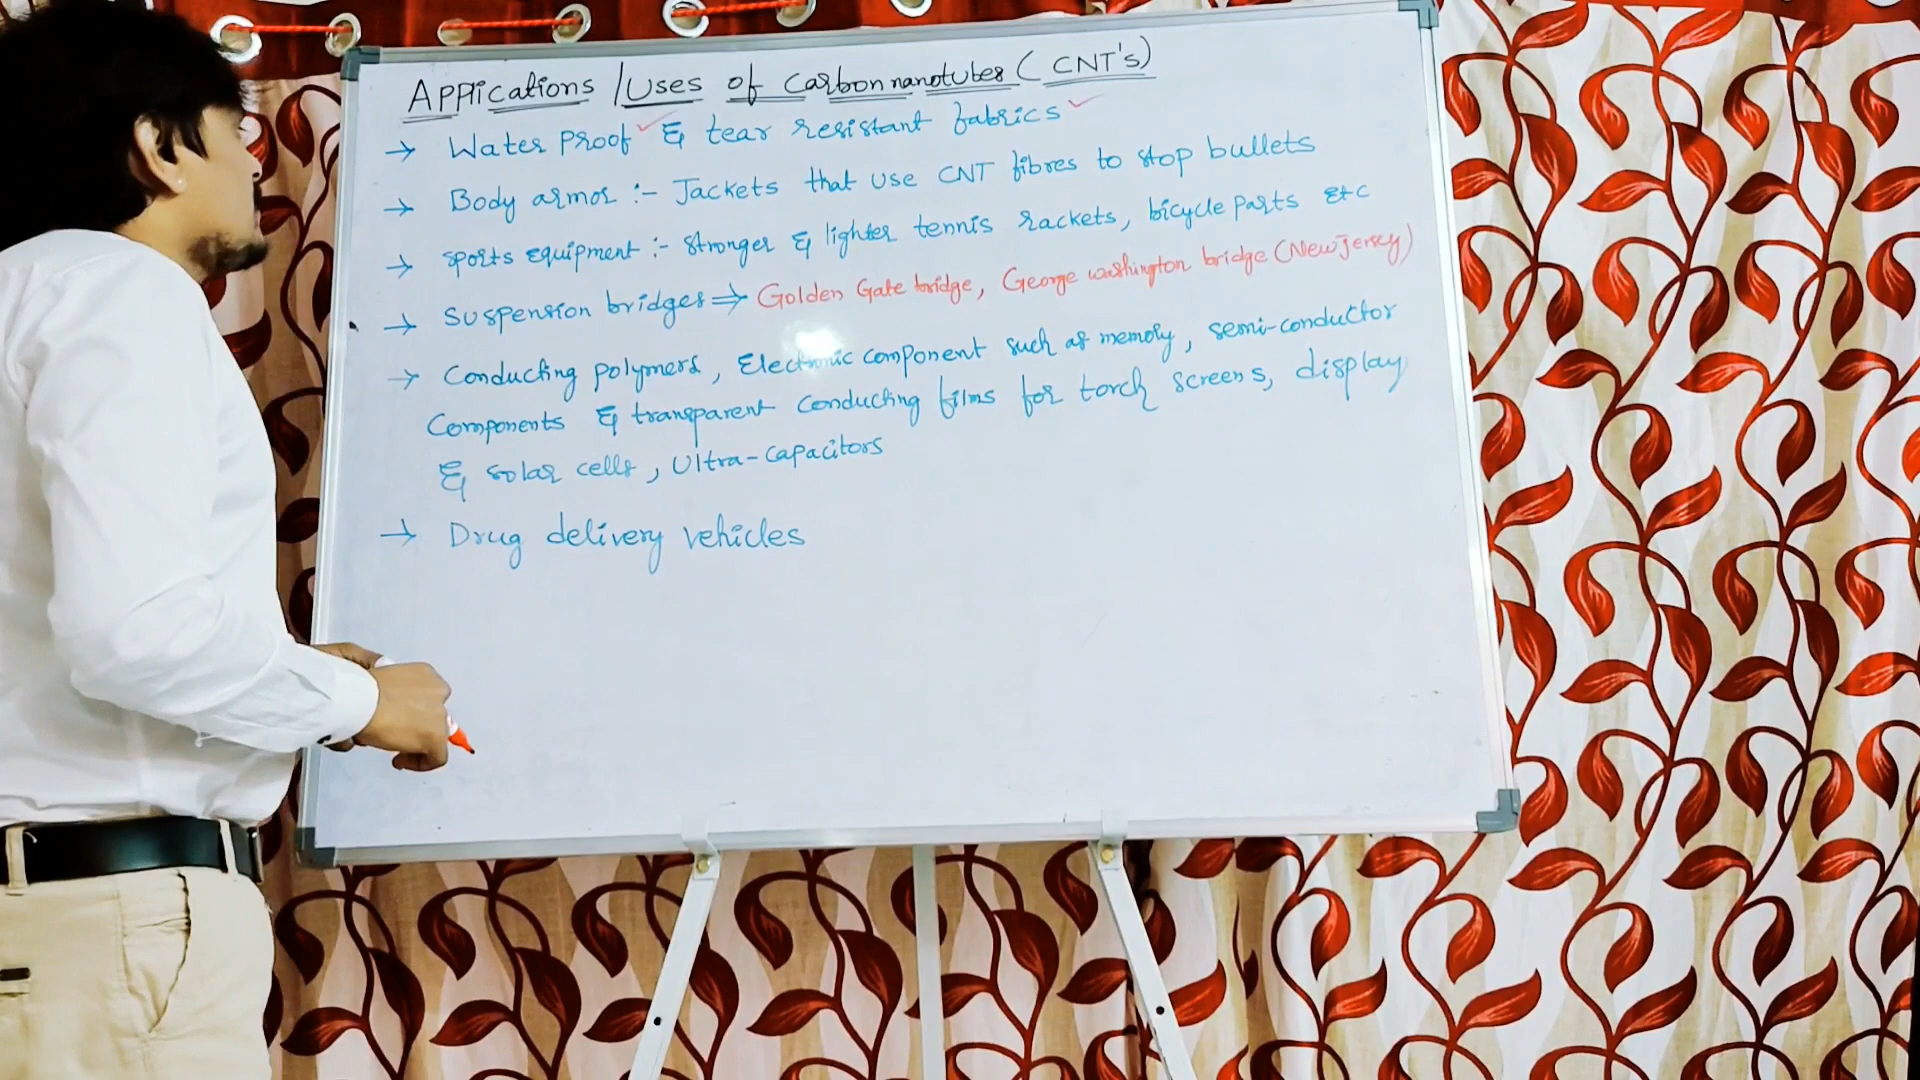 Applications / Uses of Carbon nanotubes ( CNT's )
→ Water proof ✓ & tear resistant fabrics ✓
→ Body armor :- Jackets that use CNT fibres to stop bullets
→ Sports equipment :- Stronger & lighter tennis rackets, bicycle parts etc
→ Suspension bridges ⇒ Golden Gate bridge, George washington bridge (New jersey)
→ Conducting polymers, Electronic component such as memory, semi-conductor
Components & transparent conducting films for torch screens, display
& solar cells, Ultra-capacitors
→ Drug delivery vehicles